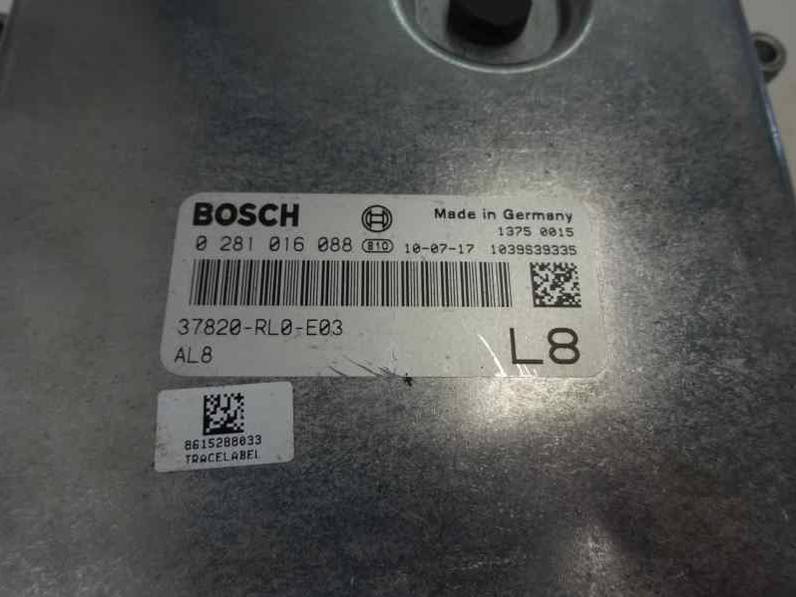 BOSCH Made in Germany
1375 0015
0 281 016 088 810 10-07-17 1039S39335
37820-RL0-E03
AL8 L8
8615288033
TRACELABEL